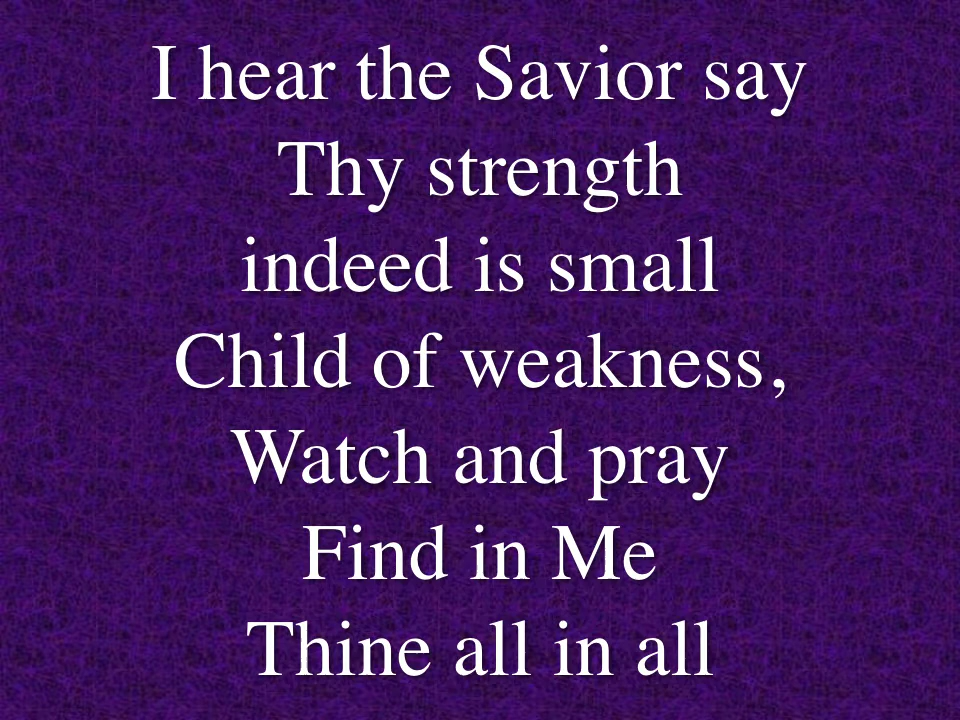 I hear the Savior say
Thy strength
indeed is small
Child of weakness,
Watch and pray
Find in Me
Thine all in all